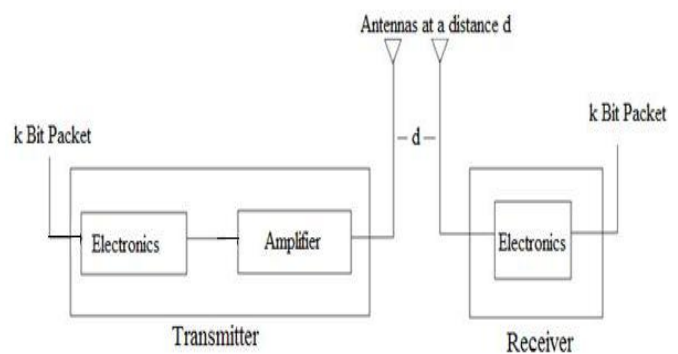 Antennas at a distance d
k Bit Packet
k Bit Packet
– d –
Electronics
Amplifier
Electronics
Transmitter
Receiver